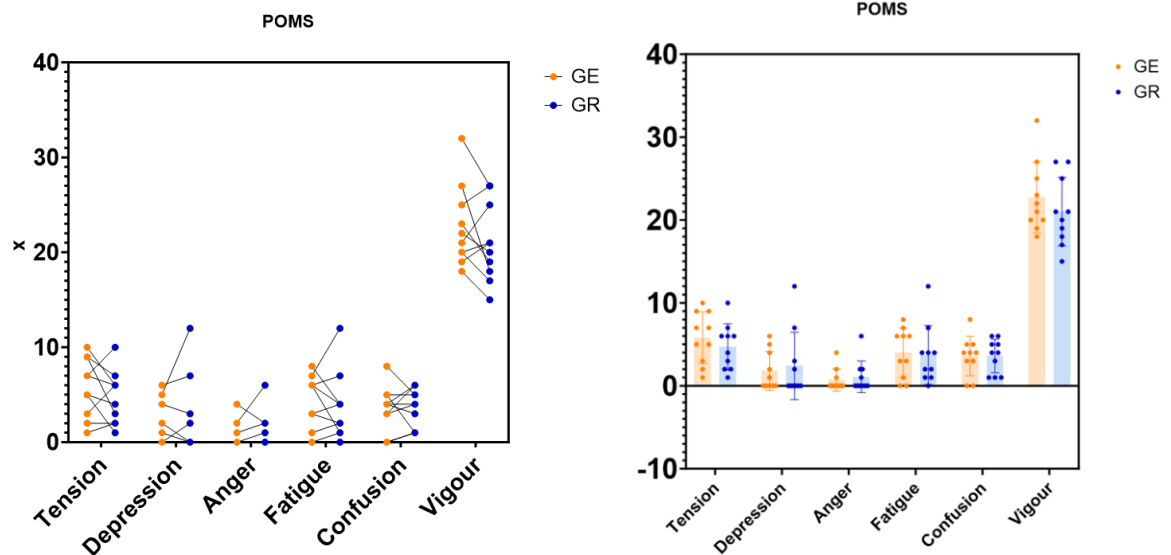 POMS
40
30
20
10
0
x
Tension
Depression
Anger
Fatigue
Confusion
Vigour
GE
GR
POMS
40
30
20
10
0
-10
Tension
Depression
Anger
Fatigue
Confusion
Vigour
GE
GR